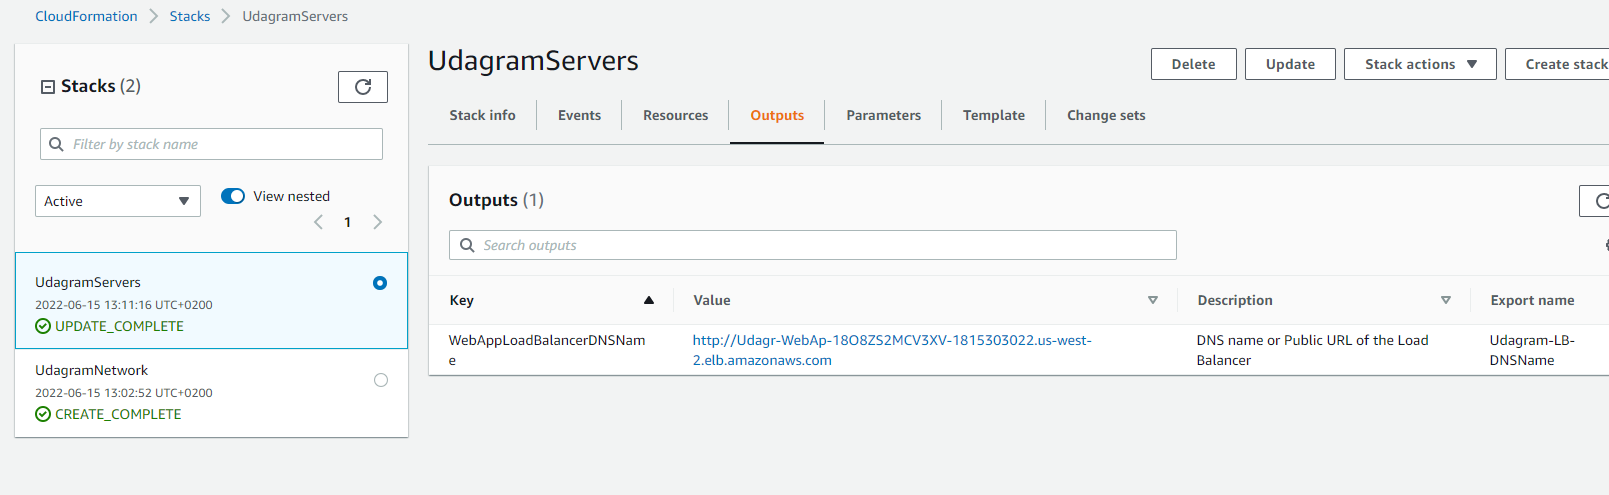 CloudFormation
Stacks
UdagramServers
Stacks (2)
Filter by stack name
Active
View nested
1
UdagramServers
2022-06-15 13:11:16 UTC+0200
UPDATE_COMPLETE
UdagramNetwork
2022-06-15 13:02:52 UTC+0200
CREATE_COMPLETE
UdagramServers
Delete
Update
Stack actions
Create stack
Stack info
Events
Resources
Outputs
Parameters
Template
Change sets
Outputs (1)
Search outputs
Key
Value
Description
Export name
WebAppLoadBalancerDNSNam
e
http://Udagr-WebAp-18O8ZS2MCV3XV-1815303022.us-west-
2.elb.amazonaws.com
DNS name or Public URL of the Load
Balancer
Udagram-LB-
DNSName